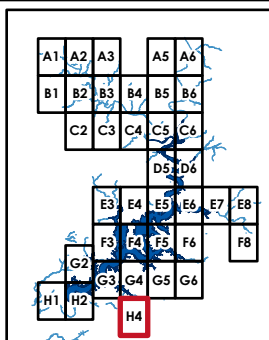 A1 A2 A3 A5 A6
B1 B2 B3 B4 B5 B6
C2 C3 C4 C5 C6
D5 D6
E3 E4 E5 E6 E7 E8
F3 F4 F5 F6 F8
G2
G3 G4 G5 G6
H1 H2
H4